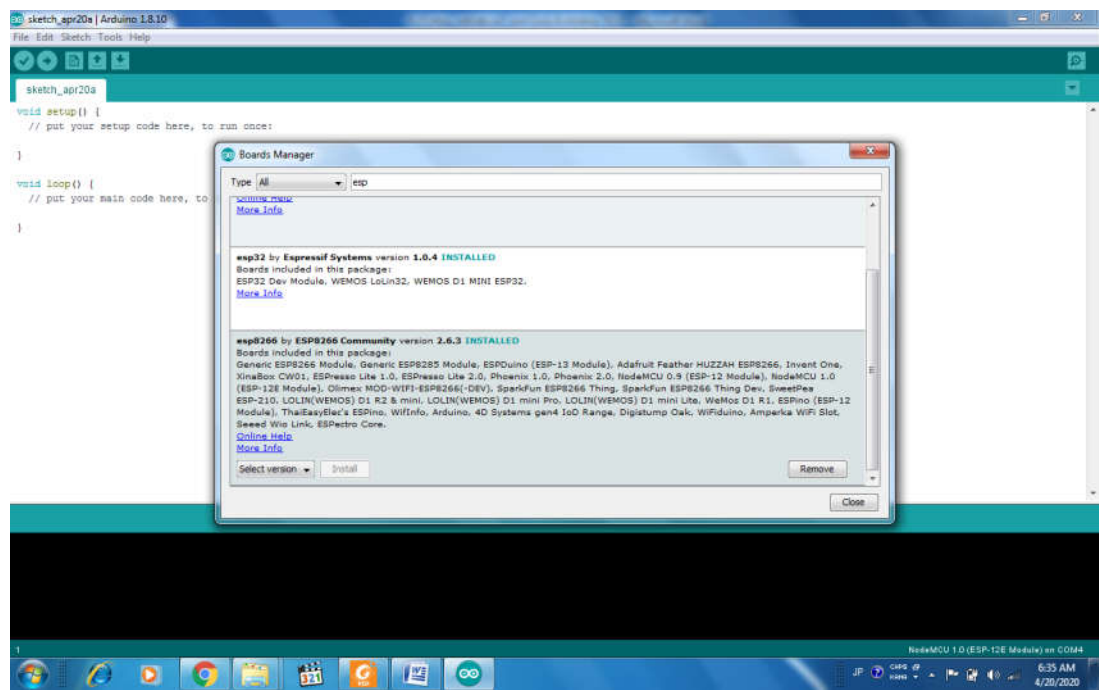 sketch_apr20a | Arduino 1.8.10
File Edit Sketch Tools Help
sketch_apr20a
void setup() {
// put your setup code here, to run once:
}
void loop() {
// put your main code here, to
}
Boards Manager
Type All esp
Online Help
More Info
esp32 by Espressif Systems version 1.0.4 INSTALLED
Boards included in this package:
ESP32 Dev Module, WEMOS LoLin32, WEMOS D1 MINI ESP32.
More Info
esp8266 by ESP8266 Community version 2.6.3 INSTALLED
Boards included in this package:
Generic ESP8266 Module, Generic ESP8285 Module, ESPDuino (ESP-13 Module), Adafruit Feather HUZZAH ESP8266, Invent One,
XinaBox CW01, ESPresso Lite 1.0, ESPresso Lite 2.0, Phoenix 1.0, Phoenix 2.0, NodeMCU 0.9 (ESP-12 Module), NodeMCU 1.0
(ESP-12E Module), Olimex MOD-WIFI-ESP8266(-DEV), SparkFun ESP8266 Thing, SparkFun ESP8266 Thing Dev, SweetPea
ESP-210, LOLIN(WEMOS) D1 R2 & mini, LOLIN(WEMOS) D1 mini Pro, LOLIN(WEMOS) D1 mini Lite, WeMos D1 R1, ESPino (ESP-12
Module), ThaiEasyElec's ESPino, WifInfo, Arduino, 4D Systems gen4 IoD Range, Digistump Oak, WiFiduino, Amperka WiFi Slot,
Seeed Wio Link, ESPectro Core.
Online Help
More Info
Select version Install Remove
Close
1 NodeMCU 1.0 (ESP-12E Module) on COM4
321
JP CAPS KANA 6:35 AM
4/20/2020